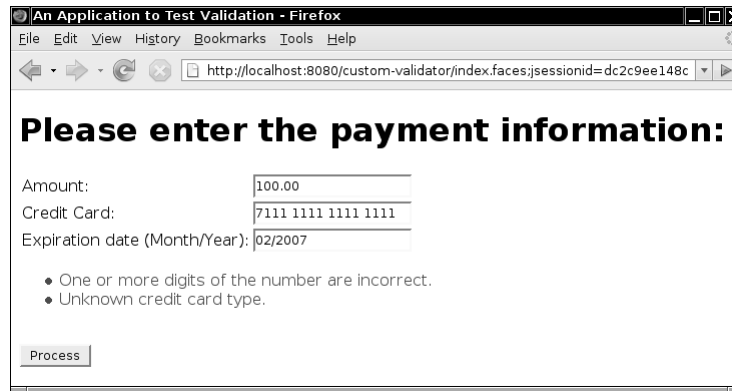 An Application to Test Validation - Firefox
File Edit View History Bookmarks Tools Help
http://localhost:8080/custom-validator/index.faces;jsessionid=dc2c9ee148c
Please enter the payment information:
Amount: 100.00
Credit Card: 7111 1111 1111 1111
Expiration date (Month/Year): 02/2007
• One or more digits of the number are incorrect.
• Unknown credit card type.
Process